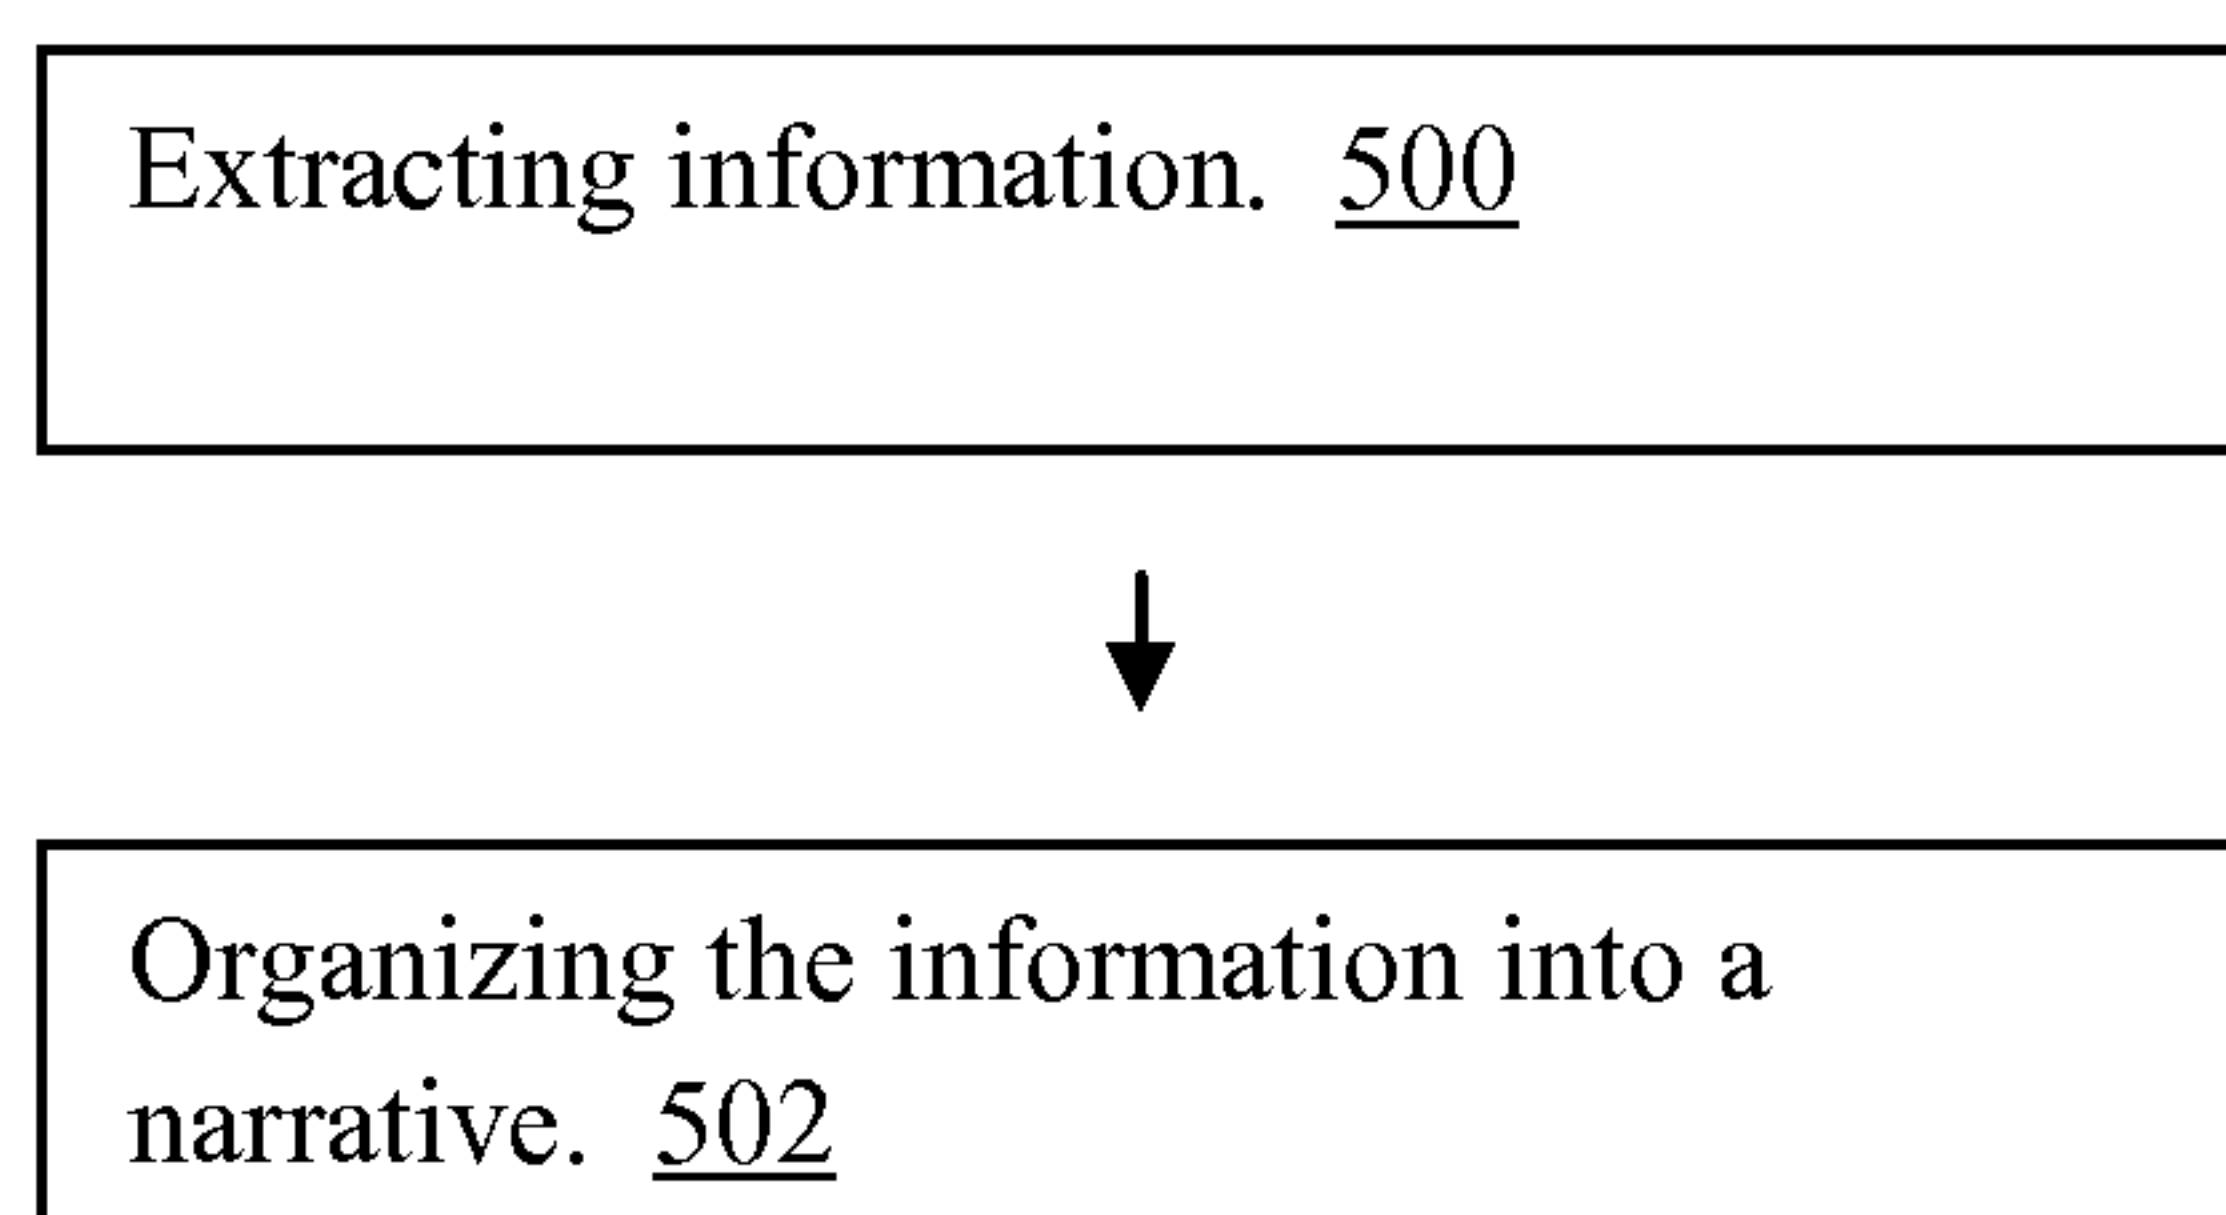 Extracting information. 500
Organizing the information into a
narrative. 502